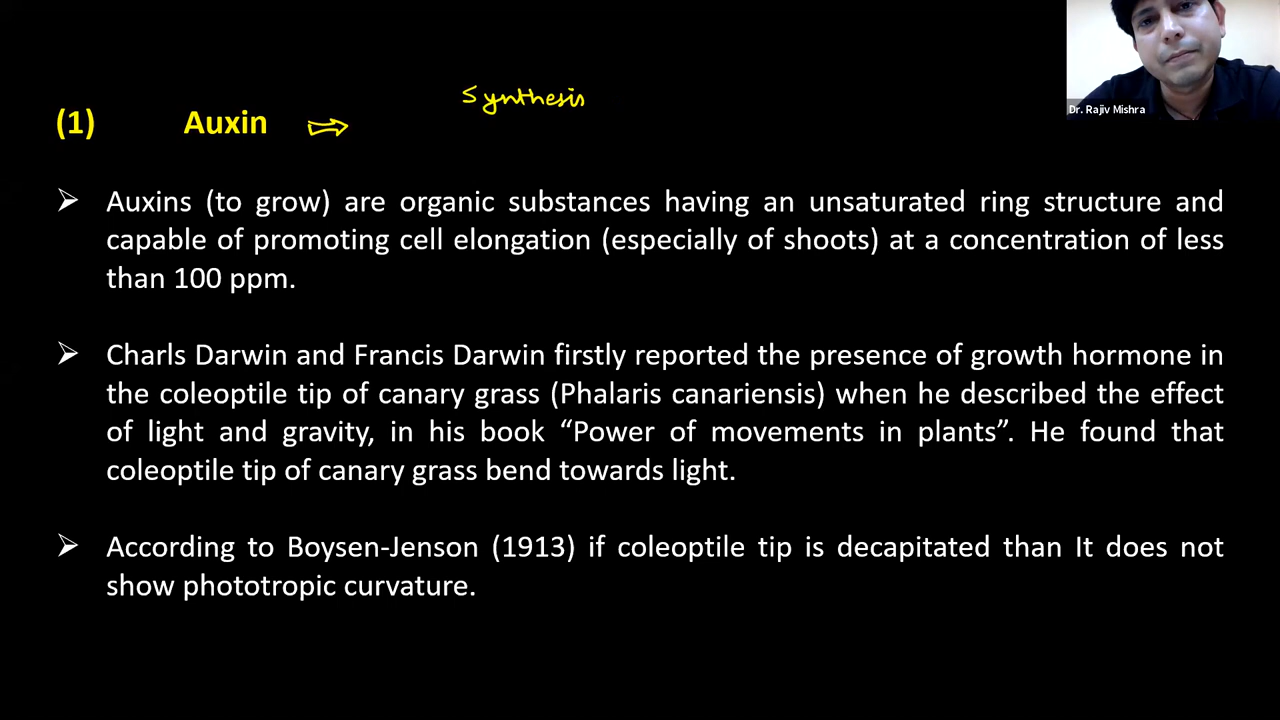 Dr. Rajiv Mishra
Synthesis
(1) Auxin ⇨
➢ Auxins (to grow) are organic substances having an unsaturated ring structure and
capable of promoting cell elongation (especially of shoots) at a concentration of less
than 100 ppm.
➢ Charls Darwin and Francis Darwin firstly reported the presence of growth hormone in
the coleoptile tip of canary grass (Phalaris canariensis) when he described the effect
of light and gravity, in his book “Power of movements in plants”. He found that
coleoptile tip of canary grass bend towards light.
➢ According to Boysen-Jenson (1913) if coleoptile tip is decapitated than It does not
show phototropic curvature.